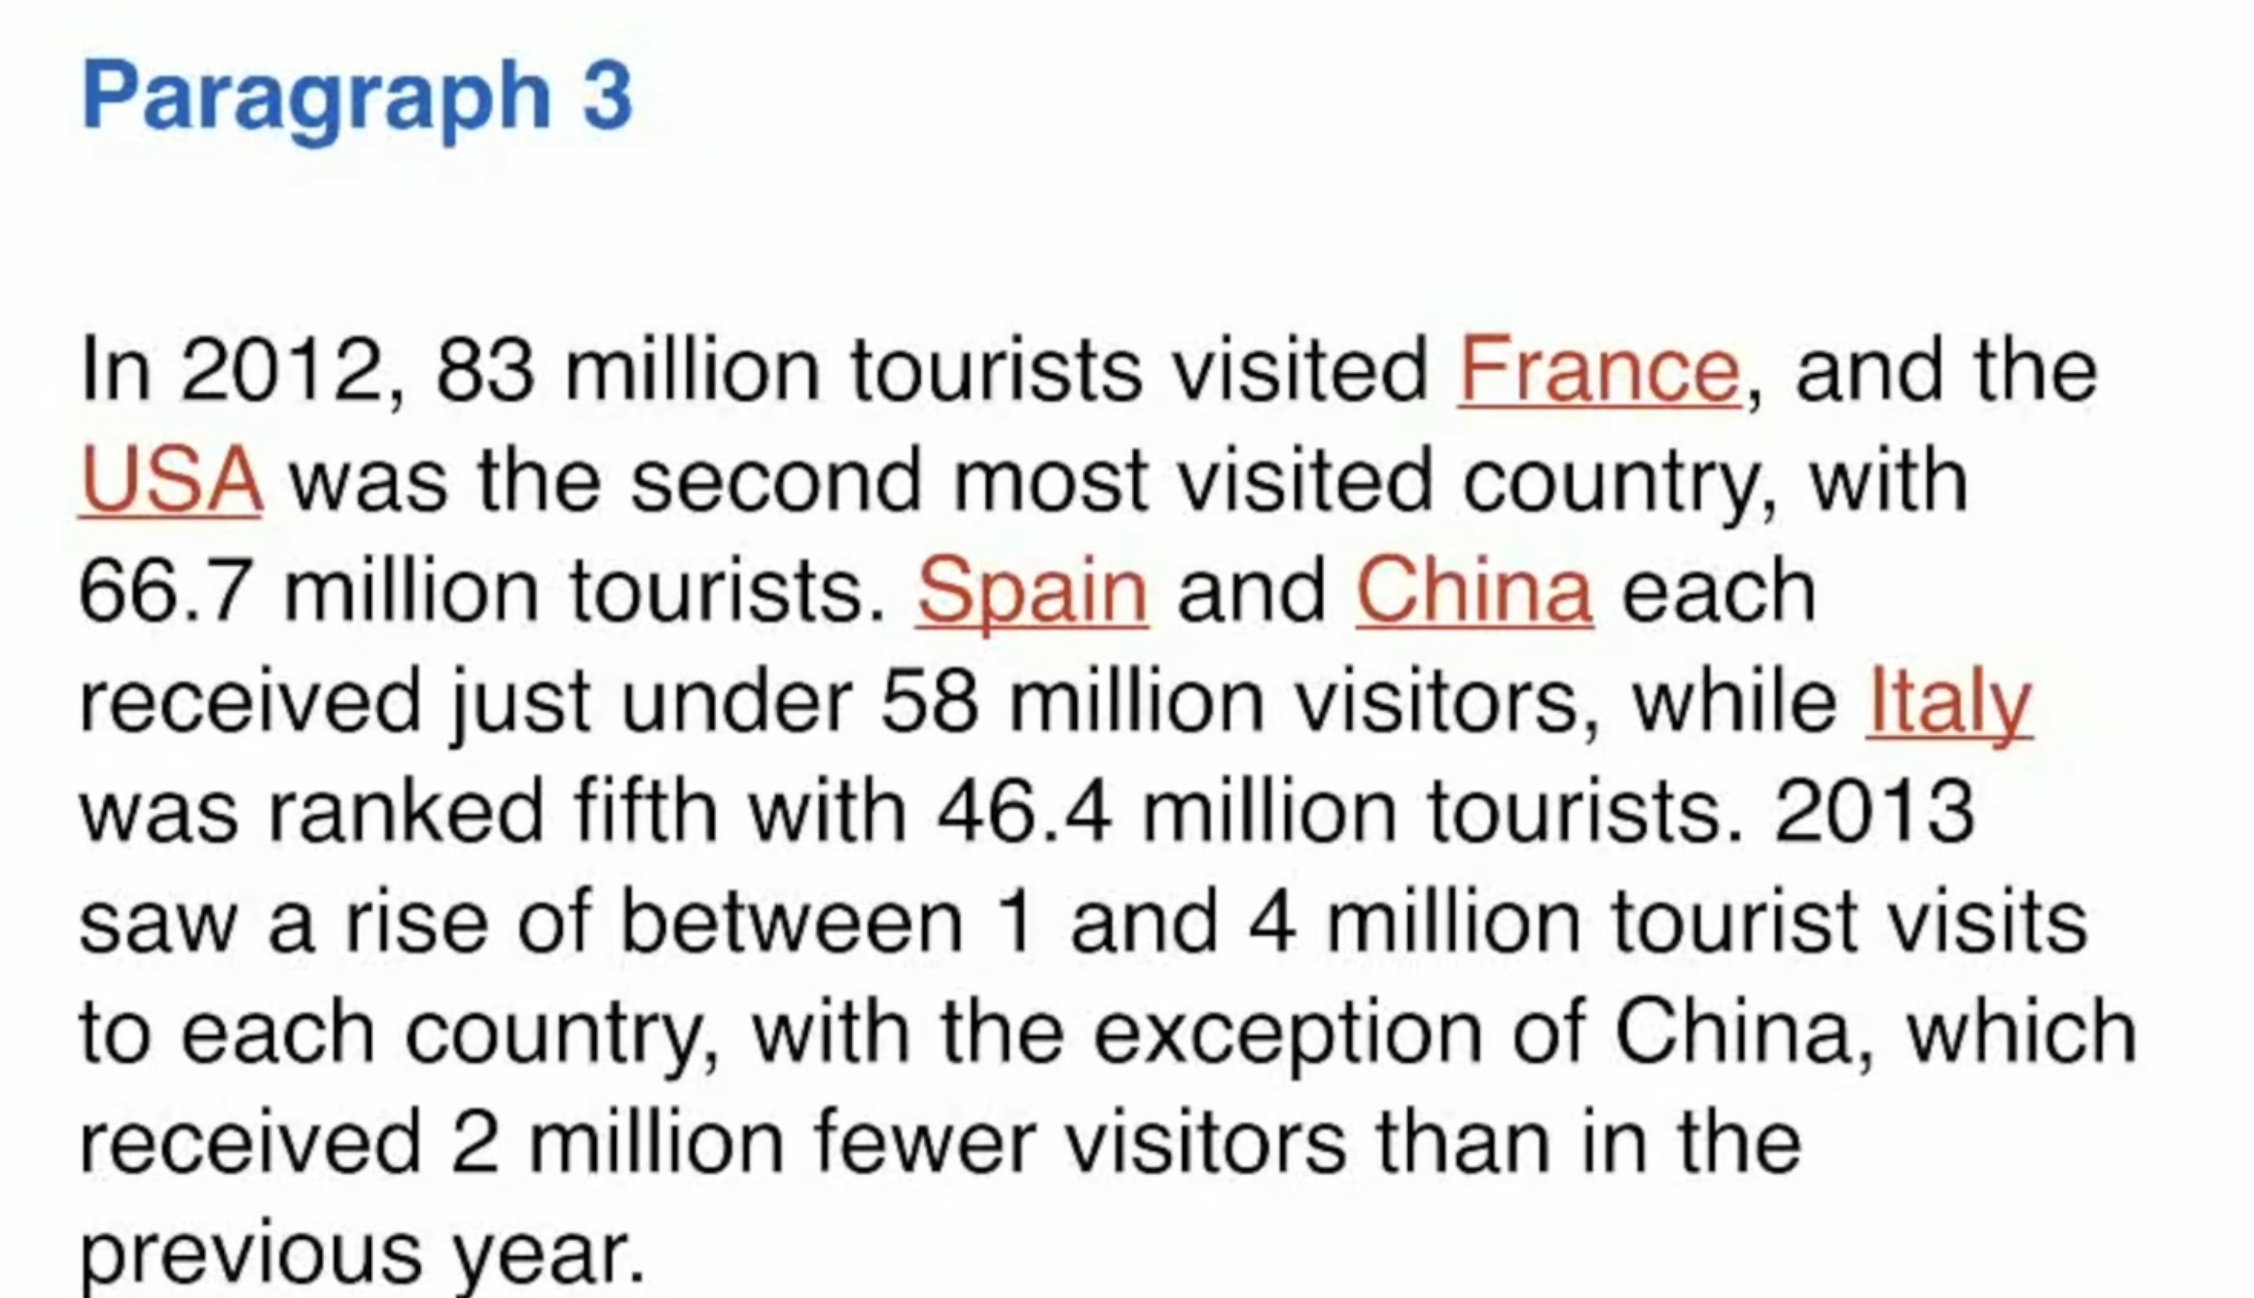 Paragraph 3
In 2012, 83 million tourists visited France, and the
USA was the second most visited country, with
66.7 million tourists. Spain and China each
received just under 58 million visitors, while Italy
was ranked fifth with 46.4 million tourists. 2013
saw a rise of between 1 and 4 million tourist visits
to each country, with the exception of China, which
received 2 million fewer visitors than in the
previous year.